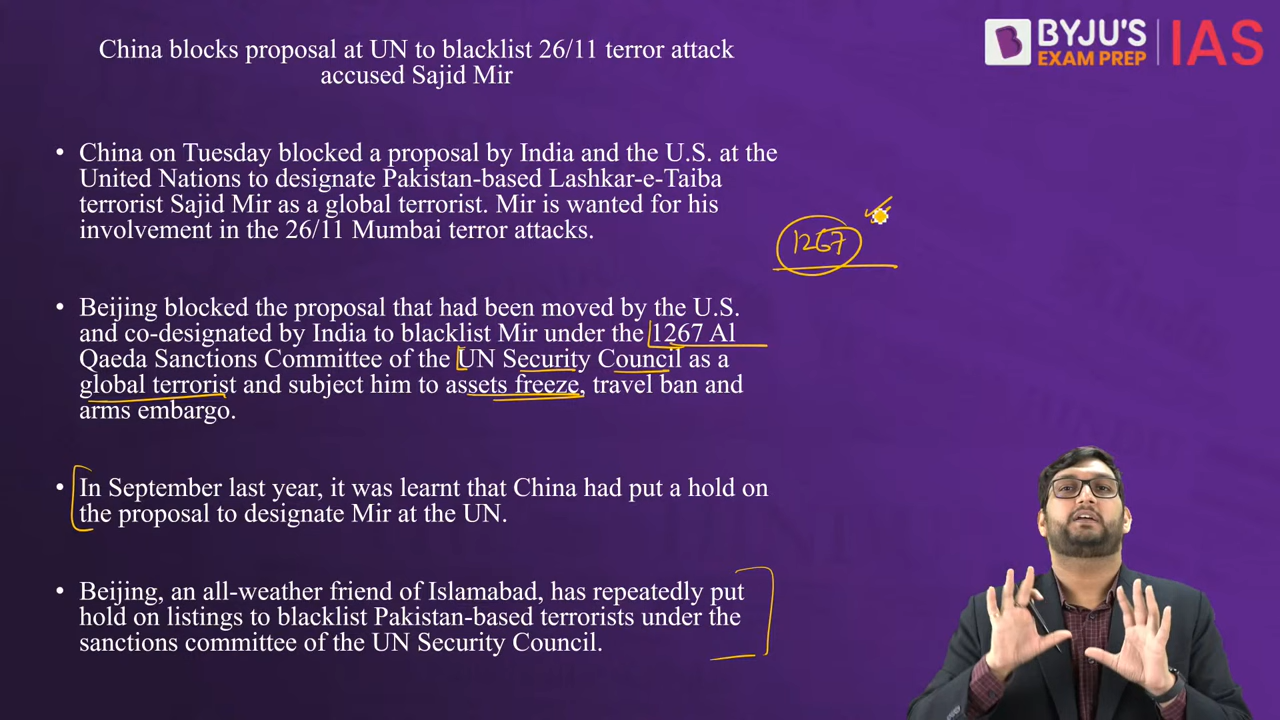 China blocks proposal at UN to blacklist 26/11 terror attack
accused Sajid Mir
BYJU'S
EXAM PREP
IAS
• China on Tuesday blocked a proposal by India and the U.S. at the
United Nations to designate Pakistan-based Lashkar-e-Taiba
terrorist Sajid Mir as a global terrorist. Mir is wanted for his
involvement in the 26/11 Mumbai terror attacks.
1267
• Beijing blocked the proposal that had been moved by the U.S.
and co-designated by India to blacklist Mir under the 1267 Al
Qaeda Sanctions Committee of the UN Security Council as a
global terrorist and subject him to assets freeze, travel ban and
arms embargo.
• In September last year, it was learnt that China had put a hold on
the proposal to designate Mir at the UN.
• Beijing, an all-weather friend of Islamabad, has repeatedly put
hold on listings to blacklist Pakistan-based terrorists under the
sanctions committee of the UN Security Council.